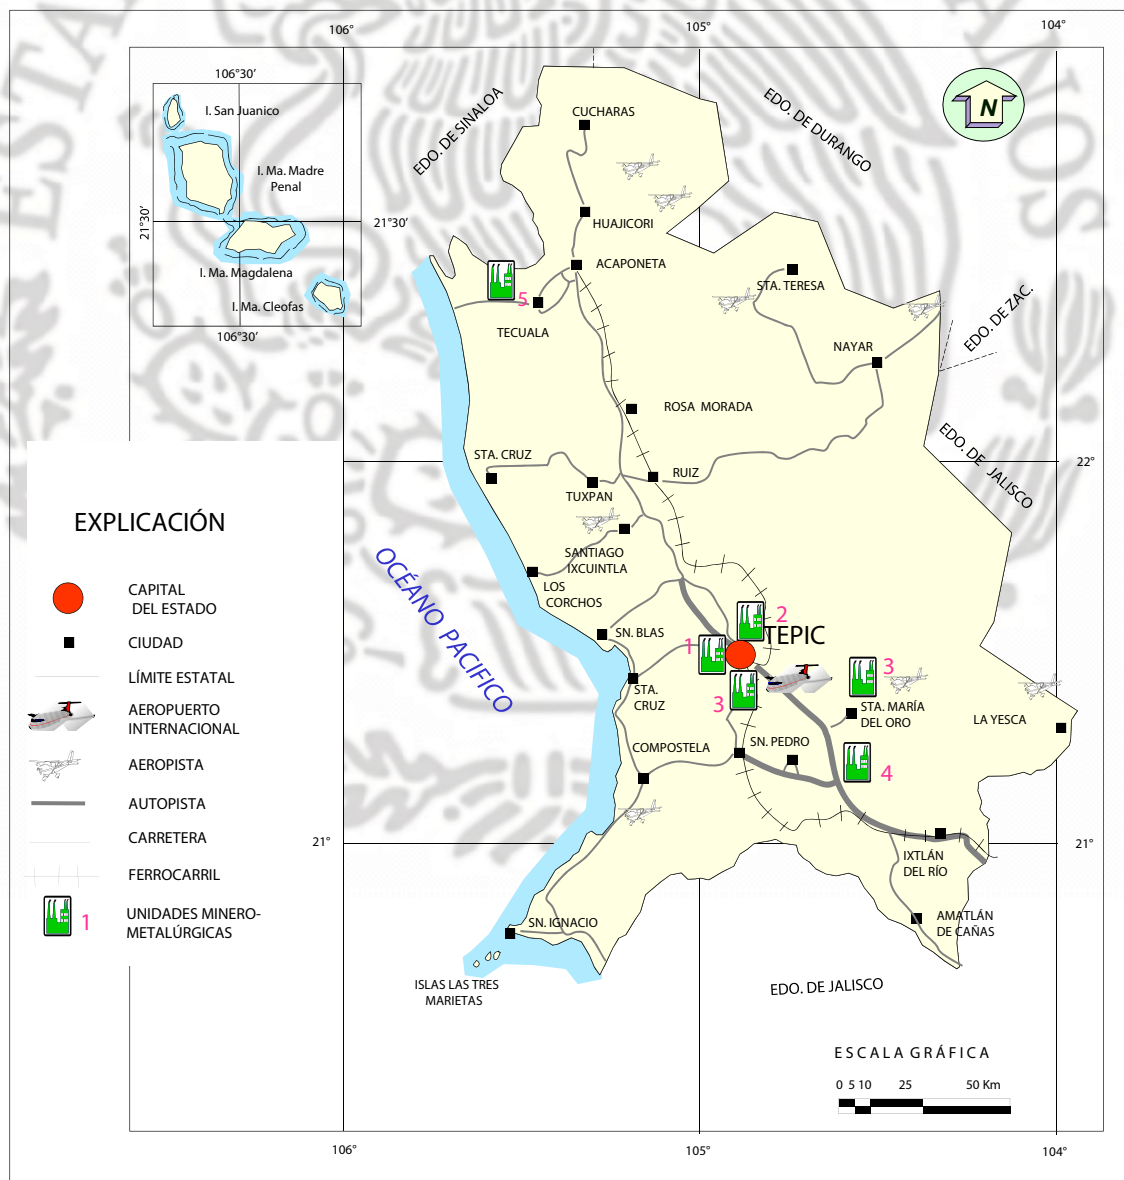 106°
105°
104°
106°30'
I. San Juanico
I. Ma. Madre
Penal
21°30'
21°30'
I. Ma. Magdalena
I. Ma. Cleofas
106°30'
EDO. DE SINALOA
EDO. DE DURANGO
N
CUCHARAS
HUAJICORI
ACAPONETA
5
TECUALA
STA. TERESA
EDO. DE ZAC.
NAYAR
ROSA MORADA
EDO. DE JALISCO
STA. CRUZ
22°
RUIZ
TUXPAN
SANTIAGO
IXCUINTLA
LOS
CORCHOS
OCÉANO PACIFICO
SN. BLAS
1
2
TEPIC
3
3
STA.
CRUZ
STA. MARÍA
DEL ORO
LA YESCA
COMPOSTELA
SN. PEDRO
4
21°
21°
IXTLÁN
DEL RÍO
SN. IGNACIO
AMATLÁN
DE CAÑAS
ISLAS LAS TRES
MARIETAS
EDO. DE JALISCO
EXPLICACIÓN
CAPITAL
DEL ESTADO
CIUDAD
LÍMITE ESTATAL
AEROPUERTO
INTERNACIONAL
AEROPISTA
AUTOPISTA
CARRETERA
FERROCARRIL
1
UNIDADES MINERO-
METALÚRGICAS
ESCALA GRÁFICA
0 5 10 25 50 Km
106°
105°
104°